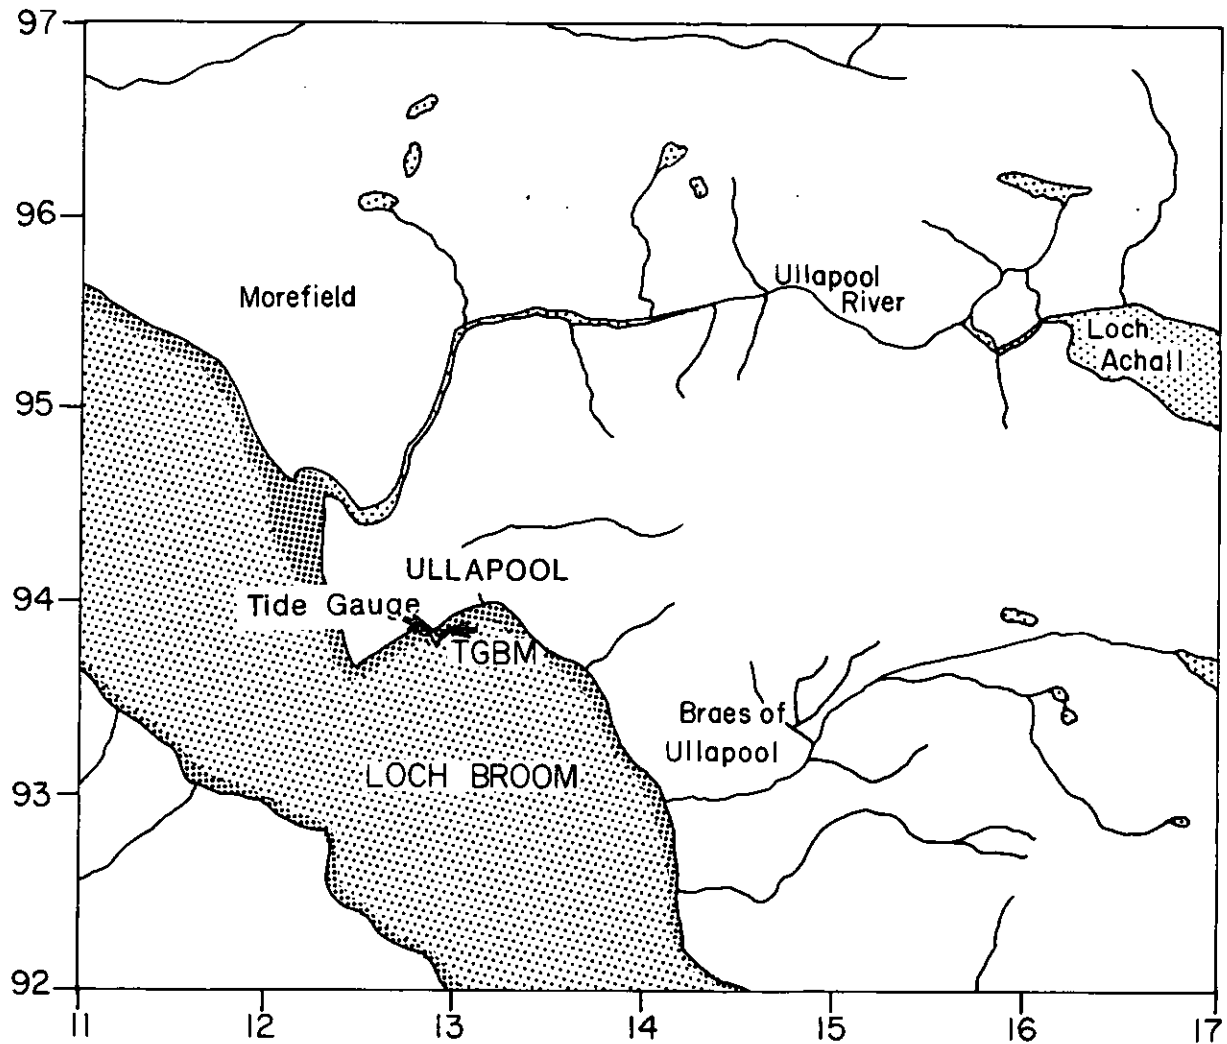 97
96
Morefield
Ullapool
River
Loch
Achall
95
ULLAPOOL
94
Tide Gauge
TGBM
Braes of
Ullapool
LOCH BROOM
93
92
11 12 13 14 15 16 17